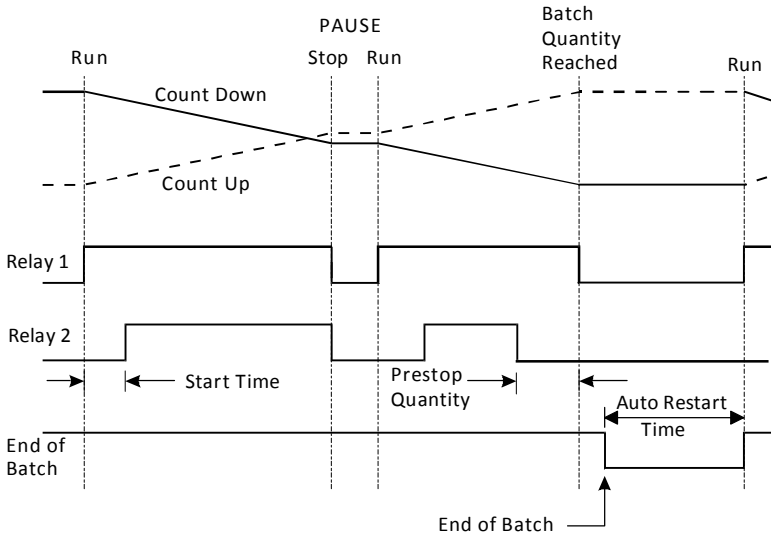 PAUSE
Batch
Quantity
Reached
Run
Stop
Run
Run
Count Down
Count Up
Relay 1
Relay 2
Start Time
Prestop
Quantity
Auto Restart
Time
End of
Batch
End of Batch